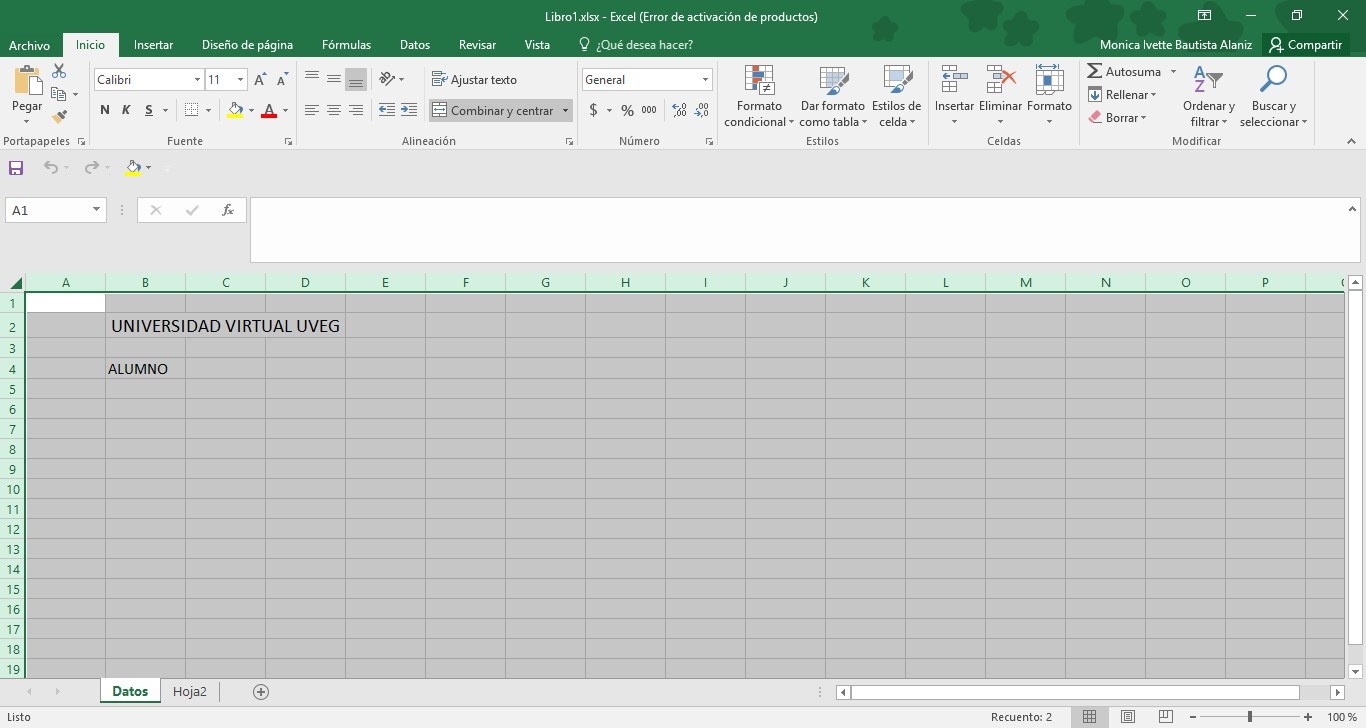 Libro1.xlsx - Excel (Error de activación de productos)
Archivo Inicio Insertar Diseño de página Fórmulas Datos Revisar Vista ¿Qué desea hacer? Monica Ivette Bautista Alaniz Compartir
Pegar
Portapapeles
Calibri 11
N K S
Fuente
Ajustar texto
Combinar y centrar
Alineación
General
$ % 000
Número
Formato condicional
Dar formato como tabla
Estilos de celda
Estilos
Insertar Eliminar Formato
Celdas
Autosuma
Rellenar
Borrar
Ordenar y filtrar
Buscar y seleccionar
Modificar
A1 fx
A B C D E F G H I J K L M N O P
1
2 UNIVERSIDAD VIRTUAL UVEG
3
4 ALUMNO
5
6
7
8
9
10
11
12
13
14
15
16
17
18
19
Datos Hoja2
Listo Recuento: 2 100 %